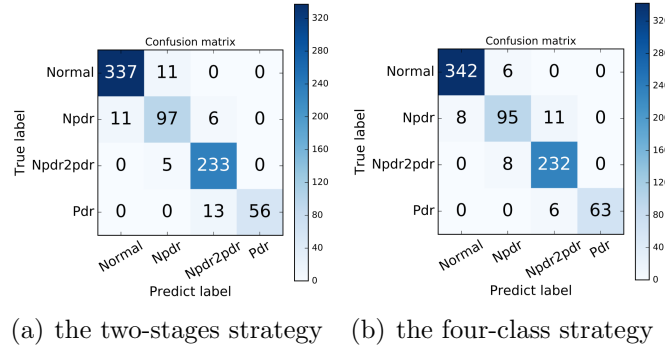 Confusion matrix
Normal 337 11 0 0
Npdr 11 97 6 0
Npdr2pdr 0 5 233 0
Pdr 0 0 13 56
Normal Npdr Npdr2pdr Pdr
True label
Predict label
320
280
240
200
160
120
80
40
0
(a) the two-stages strategy
Confusion matrix
Normal 342 6 0 0
Npdr 8 95 11 0
Npdr2pdr 0 8 232 0
Pdr 0 0 6 63
Normal Npdr Npdr2pdr Pdr
True label
Predict label
320
280
240
200
160
120
80
40
0
(b) the four-class strategy